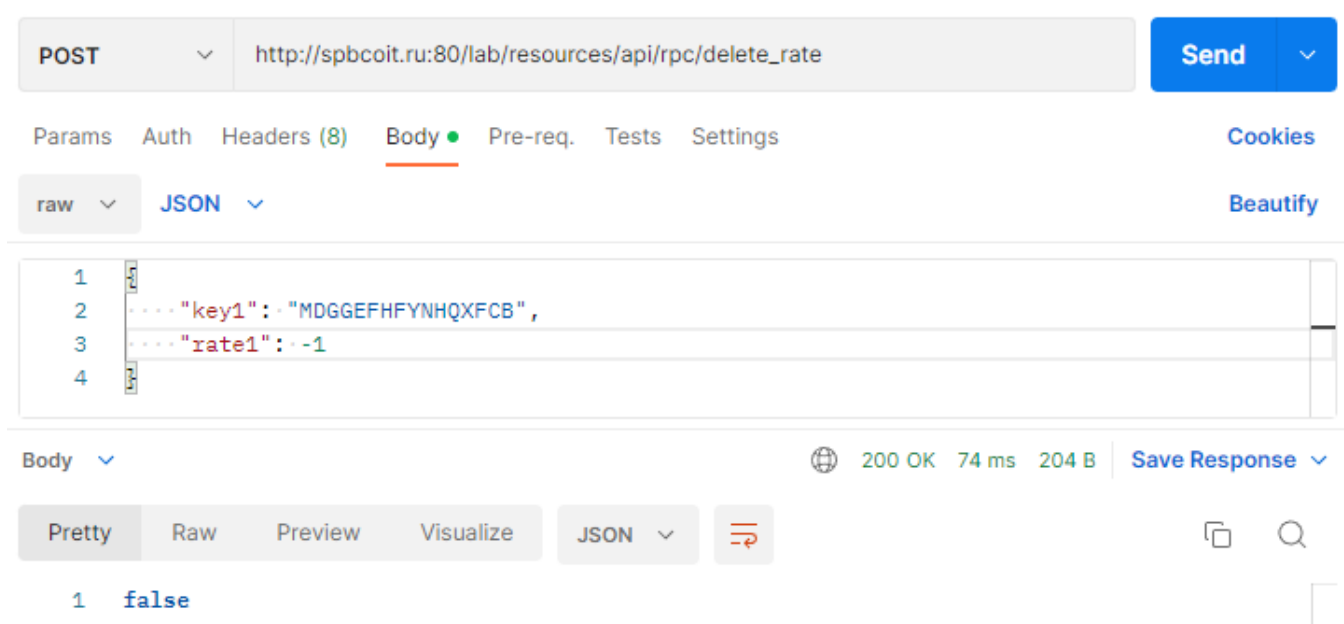 POST http://spbcoit.ru:80/lab/resources/api/rpc/delete_rate Send
Params Auth Headers (8) Body Pre-req. Tests Settings Cookies
raw JSON Beautify
1 {
2 "key1": "MDGGEFHFYNHQXFCB",
3 "rate1": -1
4 }
Body 200 OK 74 ms 204 B Save Response
Pretty Raw Preview Visualize JSON
1 false